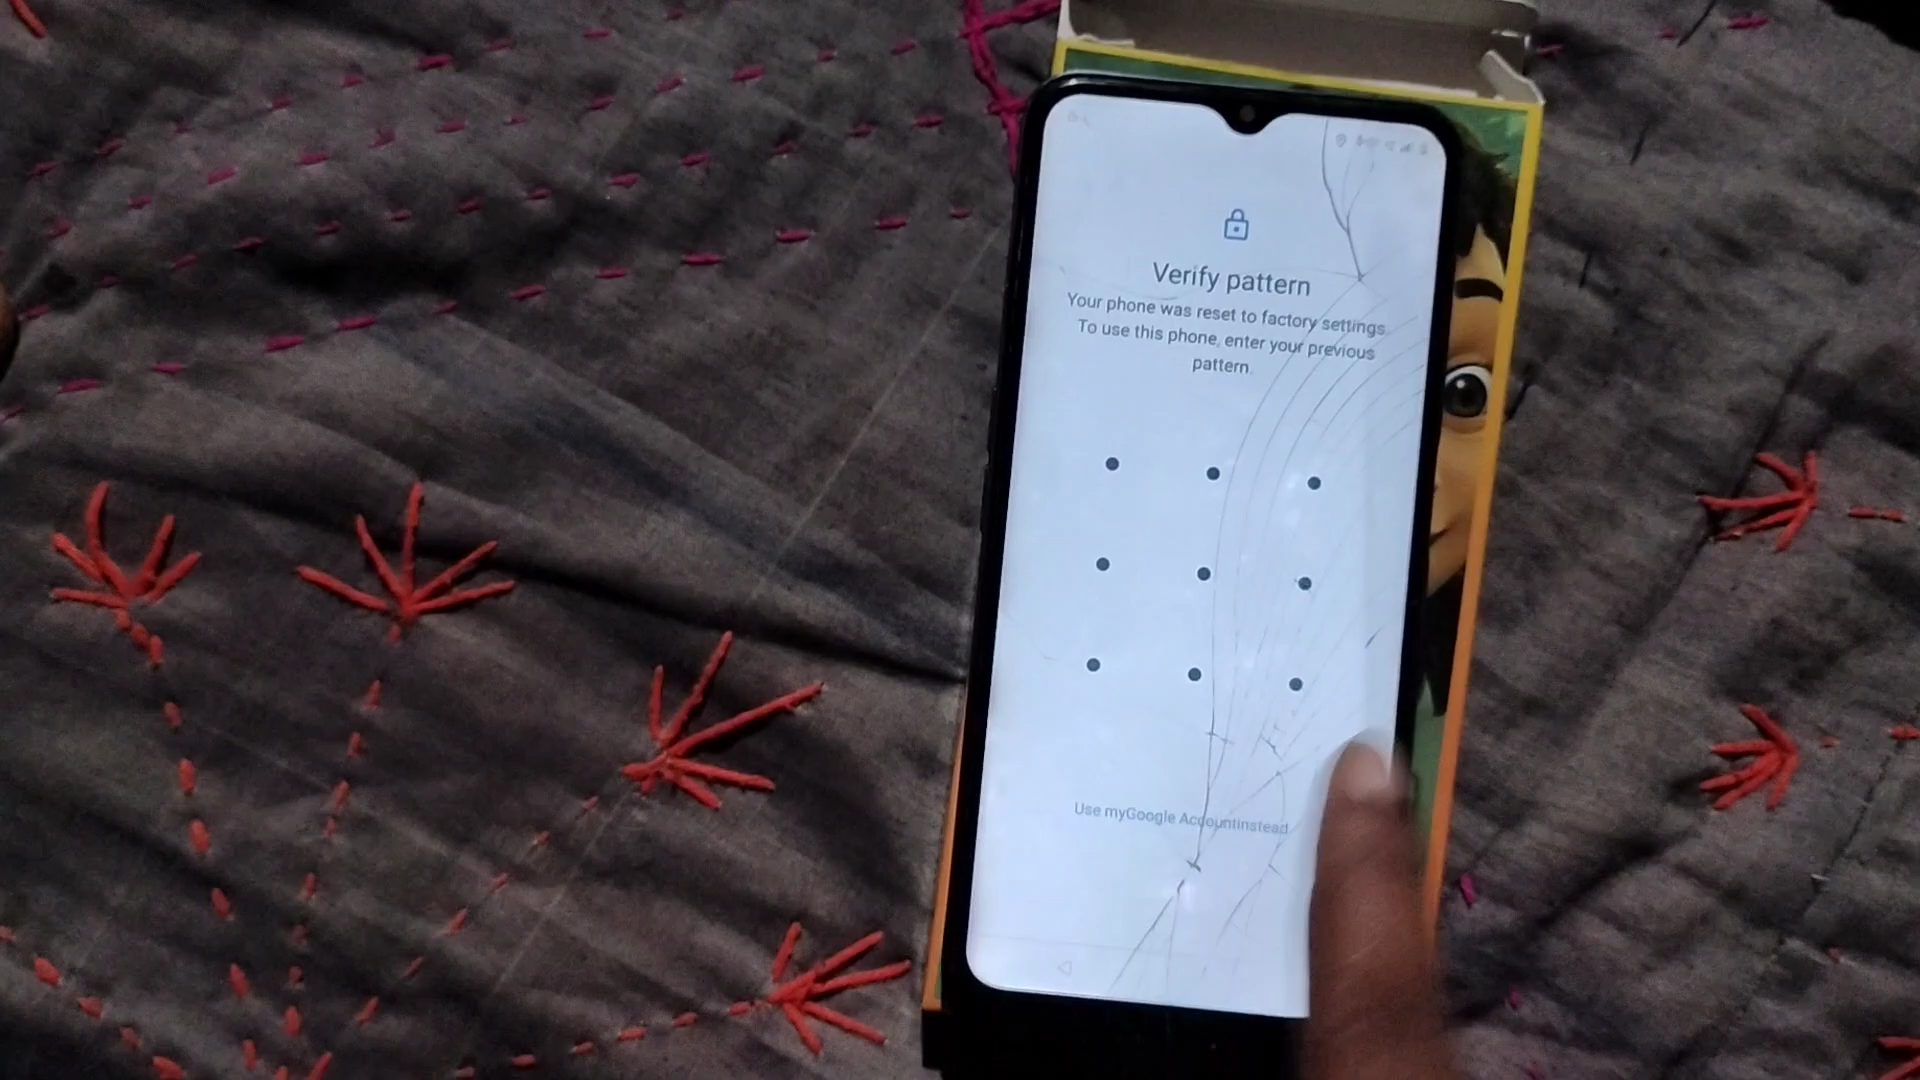 Verify pattern
Your phone was reset to factory settings.
To use this phone, enter your previous
pattern.
Use myGoogle Accountinstead